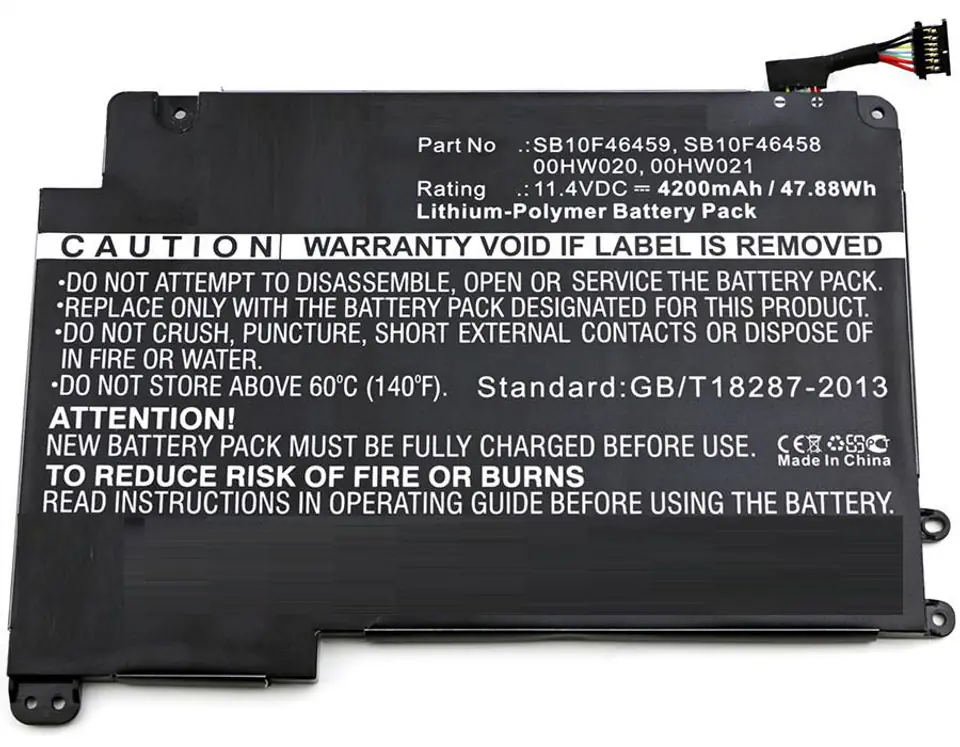 Part No .:SB10F46459, SB10F46458
00HW020, 00HW021
Rating .:11.4VDC ⎓ 4200mAh / 47.88Wh
Lithium-Polymer Battery Pack
CAUTION WARRANTY VOID IF LABEL IS REMOVED
·DO NOT ATTEMPT TO DISASSEMBLE, OPEN OR SERVICE THE BATTERY PACK.
·REPLACE ONLY WITH THE BATTERY PACK DESIGNATED FOR THIS PRODUCT.
·DO NOT CRUSH, PUNCTURE, SHORT EXTERNAL CONTACTS OR DISPOSE OF
IN FIRE OR WATER.
·DO NOT STORE ABOVE 60°C (140°F). Standard:GB/T18287-2013
ATTENTION!
NEW BATTERY PACK MUST BE FULLY CHARGED BEFORE USE.
CE
Made In China
TO REDUCE RISK OF FIRE OR BURNS
READ INSTRUCTIONS IN OPERATING GUIDE BEFORE USING THE BATTERY.